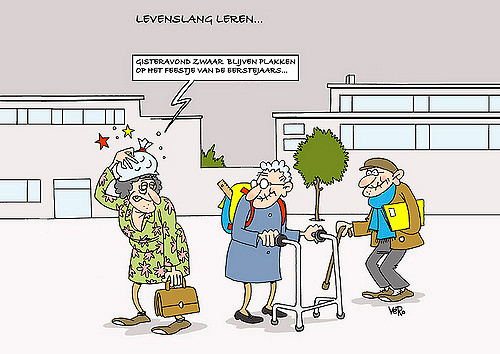 LEVENSLANG LEREN...
GISTERAVOND ZWAAR BLIJVEN PLAKKEN
OP HET FEESTJE VAN DE EERSTEJAARS...